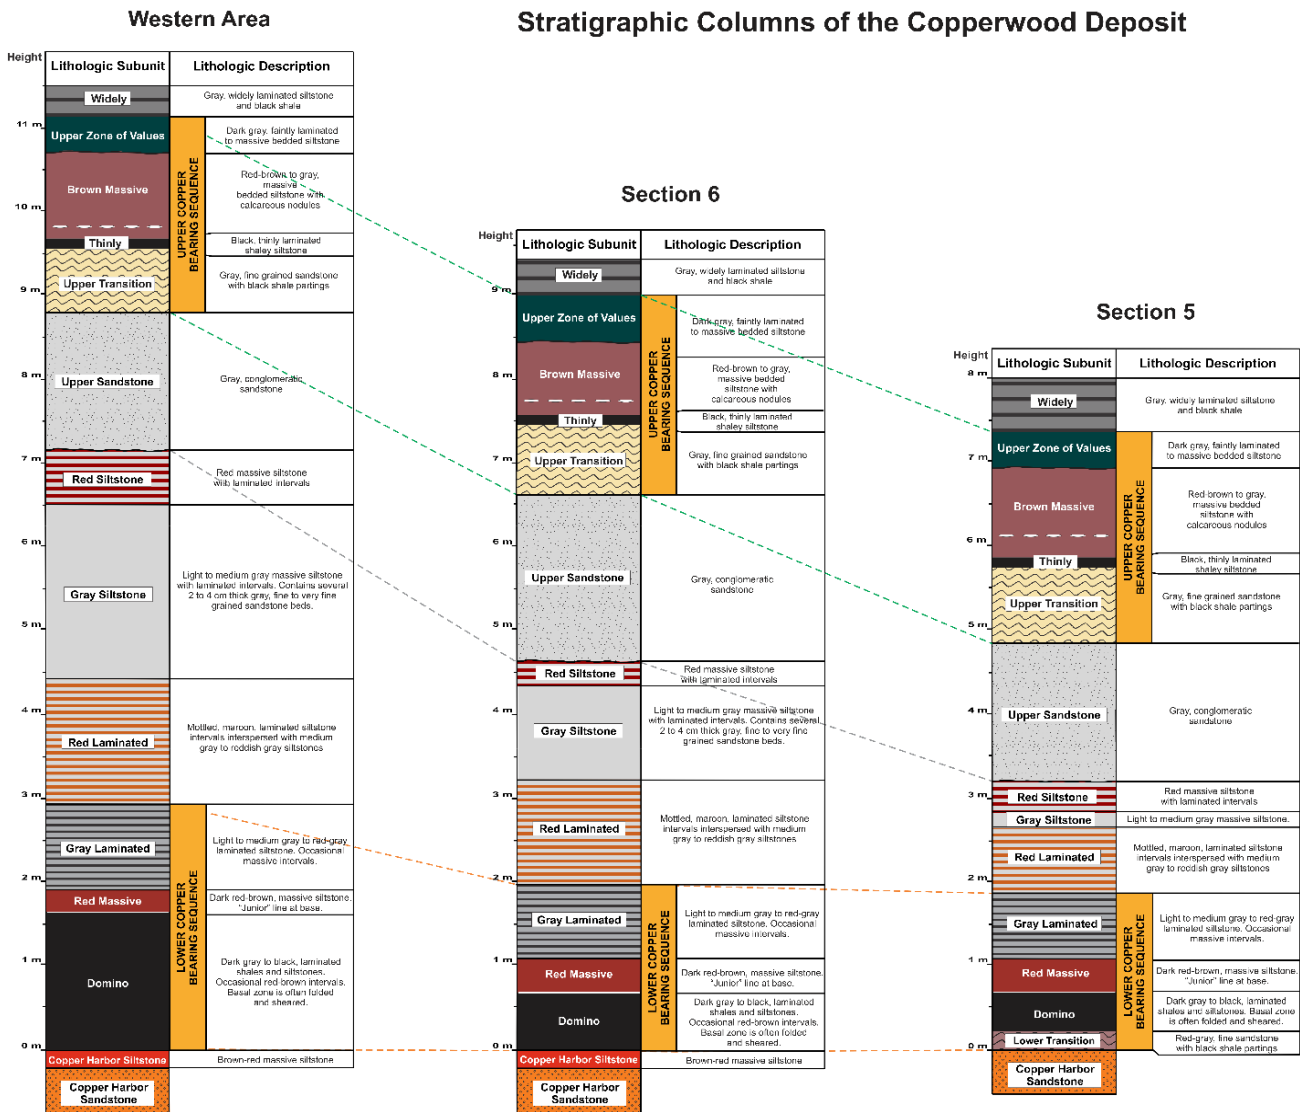 Western Area
Stratigraphic Columns of the Copperwood Deposit
Height
Lithologic Subunit
Lithologic Description
Widely
Gray, widely laminated siltstone
and black shale
11 m
Upper Zone of Values
Dark gray, faintly laminated
to massive bedded siltstone
Brown Massive
Red-brown to gray,
massive
bedded siltstone with
calcareous nodules
10 m
Thinly
Black, thinly laminated
shaley siltstone
Upper Transition
Gray, fine grained sandstone
with black shale partings
9 m
UPPER COPPER
BEARING SEQUENCE
Upper Sandstone
Gray, conglomeratic
sandstone
8 m
7 m
Red Siltstone
Red massive siltstone
with laminated intervals
6 m
Gray Siltstone
Light to medium gray massive siltstone
with laminated intervals. Contains several
2 to 4 cm thick gray, fine to very fine
grained sandstone beds.
5 m
4 m
Red Laminated
Mottled, maroon, laminated siltstone
intervals interspersed with medium
gray to reddish gray siltstones
3 m
Gray Laminated
Light to medium gray to red-gray
laminated siltstone. Occasional
massive intervals.
2 m
Red Massive
Dark red-brown, massive siltstone.
"Junior" line at base.
LOWER COPPER
BEARING SEQUENCE
1 m
Domino
Dark gray to black, laminated
shales and siltstones.
Occasional red-brown intervals.
Basal zone is often folded
and sheared.
0 m
Copper Harbor Siltstone
Brown-red massive siltstone
Copper Harbor
Sandstone
Section 6
Height
Lithologic Subunit
Lithologic Description
Widely
Gray, widely laminated siltstone
and black shale
9 m
Upper Zone of Values
Dark gray, faintly laminated
to massive bedded siltstone
8 m
Brown Massive
Red-brown to gray,
massive bedded
siltstone with
calcareous nodules
Thinly
Black, thinly laminated
shaley siltstone
7 m
Upper Transition
Gray, fine grained sandstone
with black shale partings
UPPER COPPER
BEARING SEQUENCE
6 m
Upper Sandstone
Gray, conglomeratic
sandstone
5 m
Red Siltstone
Red massive siltstone
with laminated intervals
4 m
Gray Siltstone
Light to medium gray massive siltstone
with laminated intervals. Contains several
2 to 4 cm thick gray, fine to very fine
grained sandstone beds.
3 m
Red Laminated
Mottled, maroon, laminated siltstone
intervals interspersed with medium
gray to reddish gray siltstones
2 m
Gray Laminated
Light to medium gray to red-gray
laminated siltstone. Occasional
massive intervals.
1 m
Red Massive
Dark red-brown, massive siltstone.
"Junior" line at base.
LOWER COPPER
BEARING SEQUENCE
Domino
Dark gray to black, laminated
shales and siltstones.
Occasional red-brown intervals.
Basal zone is often folded
and sheared.
0 m
Copper Harbor Siltstone
Brown-red massive siltstone
Copper Harbor
Sandstone
Section 5
Height
Lithologic Subunit
Lithologic Description
8 m
Widely
Gray, widely laminated siltstone
and black shale
7 m
Upper Zone of Values
Dark gray, faintly laminated
to massive bedded siltstone
Brown Massive
Red-brown to gray,
massive bedded
siltstone with
calcareous nodules
6 m
Thinly
Black, thinly laminated
shaley siltstone
Upper Transition
Gray, fine grained sandstone
with black shale partings
UPPER COPPER
BEARING SEQUENCE
5 m
4 m
Upper Sandstone
Gray, conglomeratic
sandstone
3 m
Red Siltstone
Red massive siltstone
with laminated intervals
Gray Siltstone
Light to medium gray massive siltstone.
Red Laminated
Mottled, maroon, laminated siltstone
intervals interspersed with medium
gray to reddish gray siltstones
2 m
Gray Laminated
Light to medium gray to red-gray
laminated siltstone. Occasional
massive intervals.
1 m
Red Massive
Dark red-brown, massive siltstone.
"Junior" line at base.
LOWER COPPER
BEARING SEQUENCE
Domino
Dark gray to black, laminated
shales and siltstones. Basal zone
is often folded and sheared.
Lower Transition
Red-gray, fine sandstone
with black shale partings
0 m
Copper Harbor
Sandstone